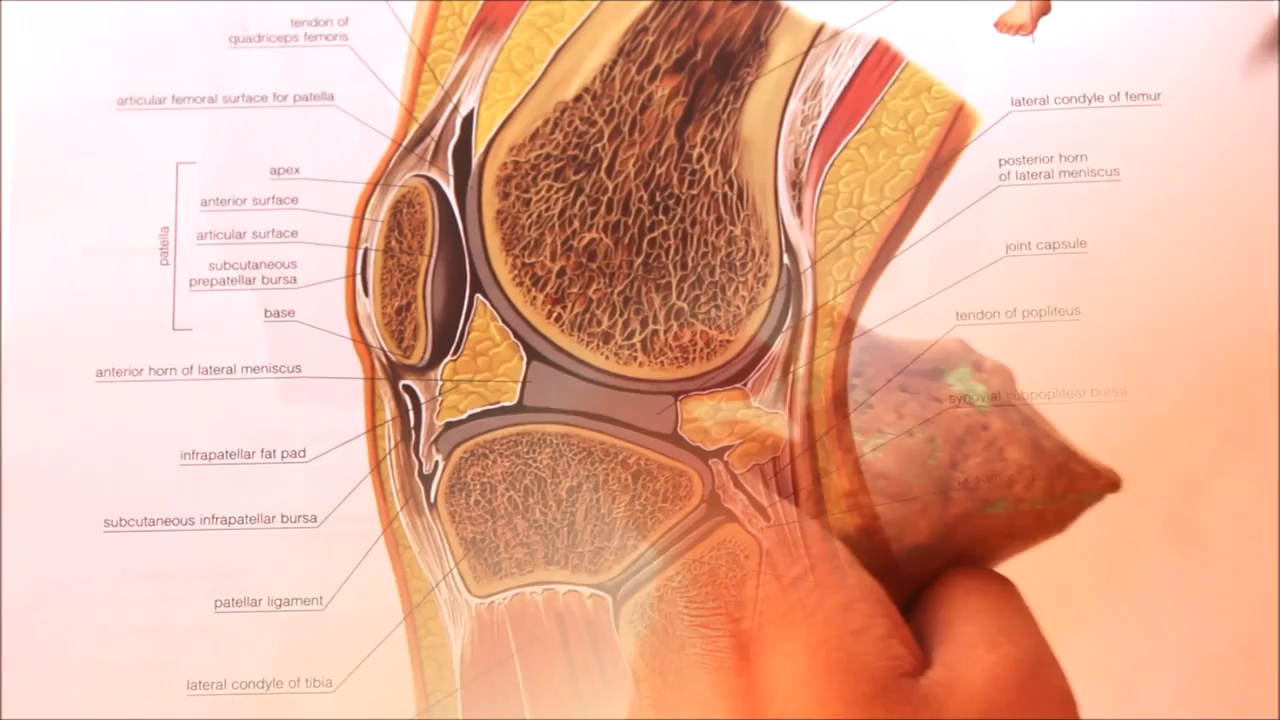 tendon of
quadriceps femoris
articular femoral surface for patella
patella
apex
anterior surface
articular surface
subcutaneous
prepatellar bursa
base
anterior horn of lateral meniscus
infrapatellar fat pad
subcutaneous infrapatellar bursa
patellar ligament
lateral condyle of tibia
lateral condyle of femur
posterior horn
of lateral meniscus
joint capsule
tendon of popliteus
synovial subpopliteal bursa